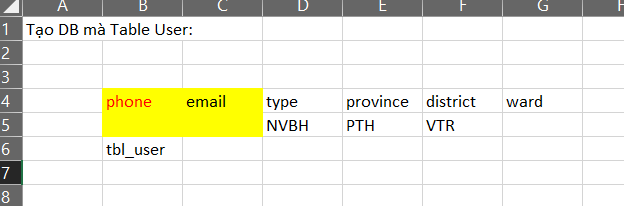 A B C D E F G H
1 Tạo DB mà Table User:
2
3
4 phone email type province district ward
5 NVBH PTH VTR
6 tbl_user
7
8